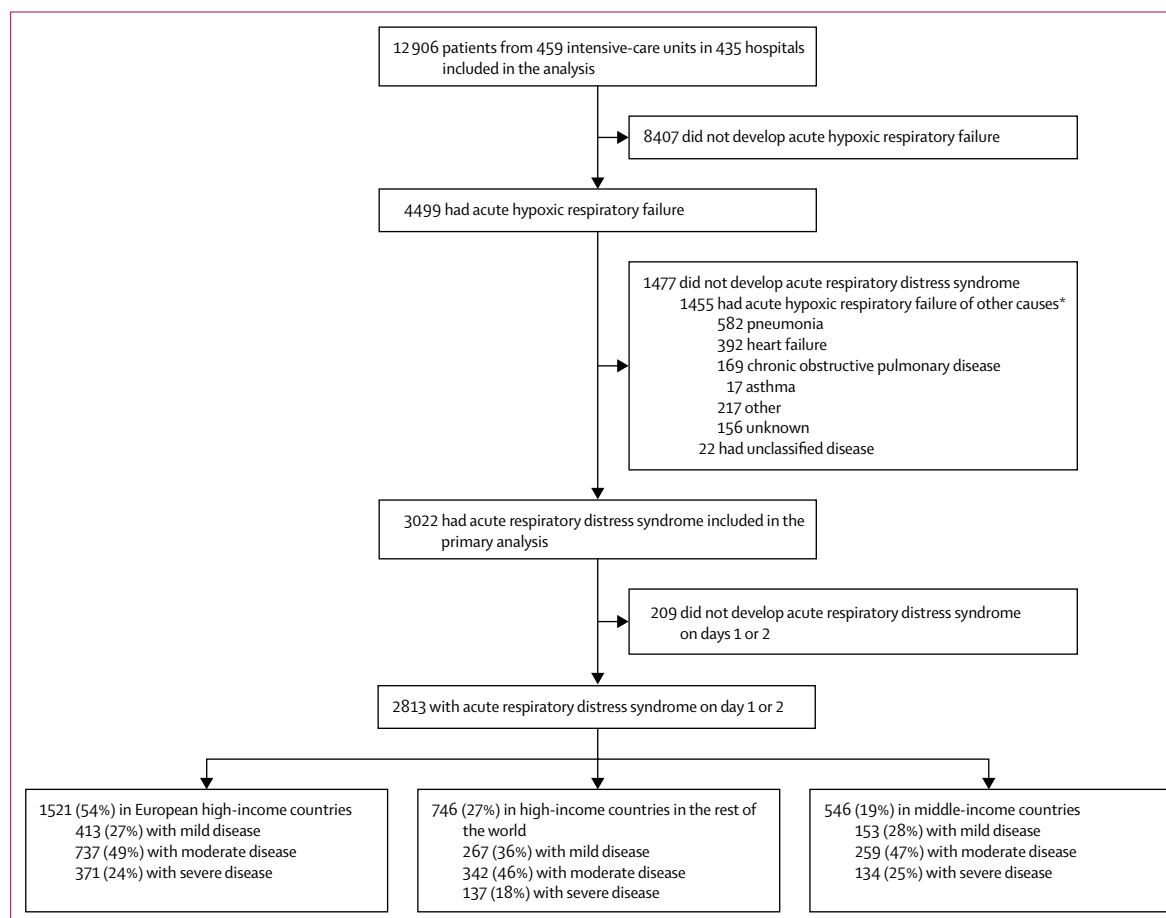 12 906 patients from 459 intensive-care units in 435 hospitals
included in the analysis
8407 did not develop acute hypoxic respiratory failure
4499 had acute hypoxic respiratory failure
1477 did not develop acute respiratory distress syndrome
1455 had acute hypoxic respiratory failure of other causes*
582 pneumonia
392 heart failure
169 chronic obstructive pulmonary disease
17 asthma
217 other
156 unknown
22 had unclassified disease
3022 had acute respiratory distress syndrome included in the
primary analysis
209 did not develop acute respiratory distress syndrome
on days 1 or 2
2813 with acute respiratory distress syndrome on day 1 or 2
1521 (54%) in European high-income countries
413 (27%) with mild disease
737 (49%) with moderate disease
371 (24%) with severe disease
746 (27%) in high-income countries in the rest of
the world
267 (36%) with mild disease
342 (46%) with moderate disease
137 (18%) with severe disease
546 (19%) in middle-income countries
153 (28%) with mild disease
259 (47%) with moderate disease
134 (25%) with severe disease